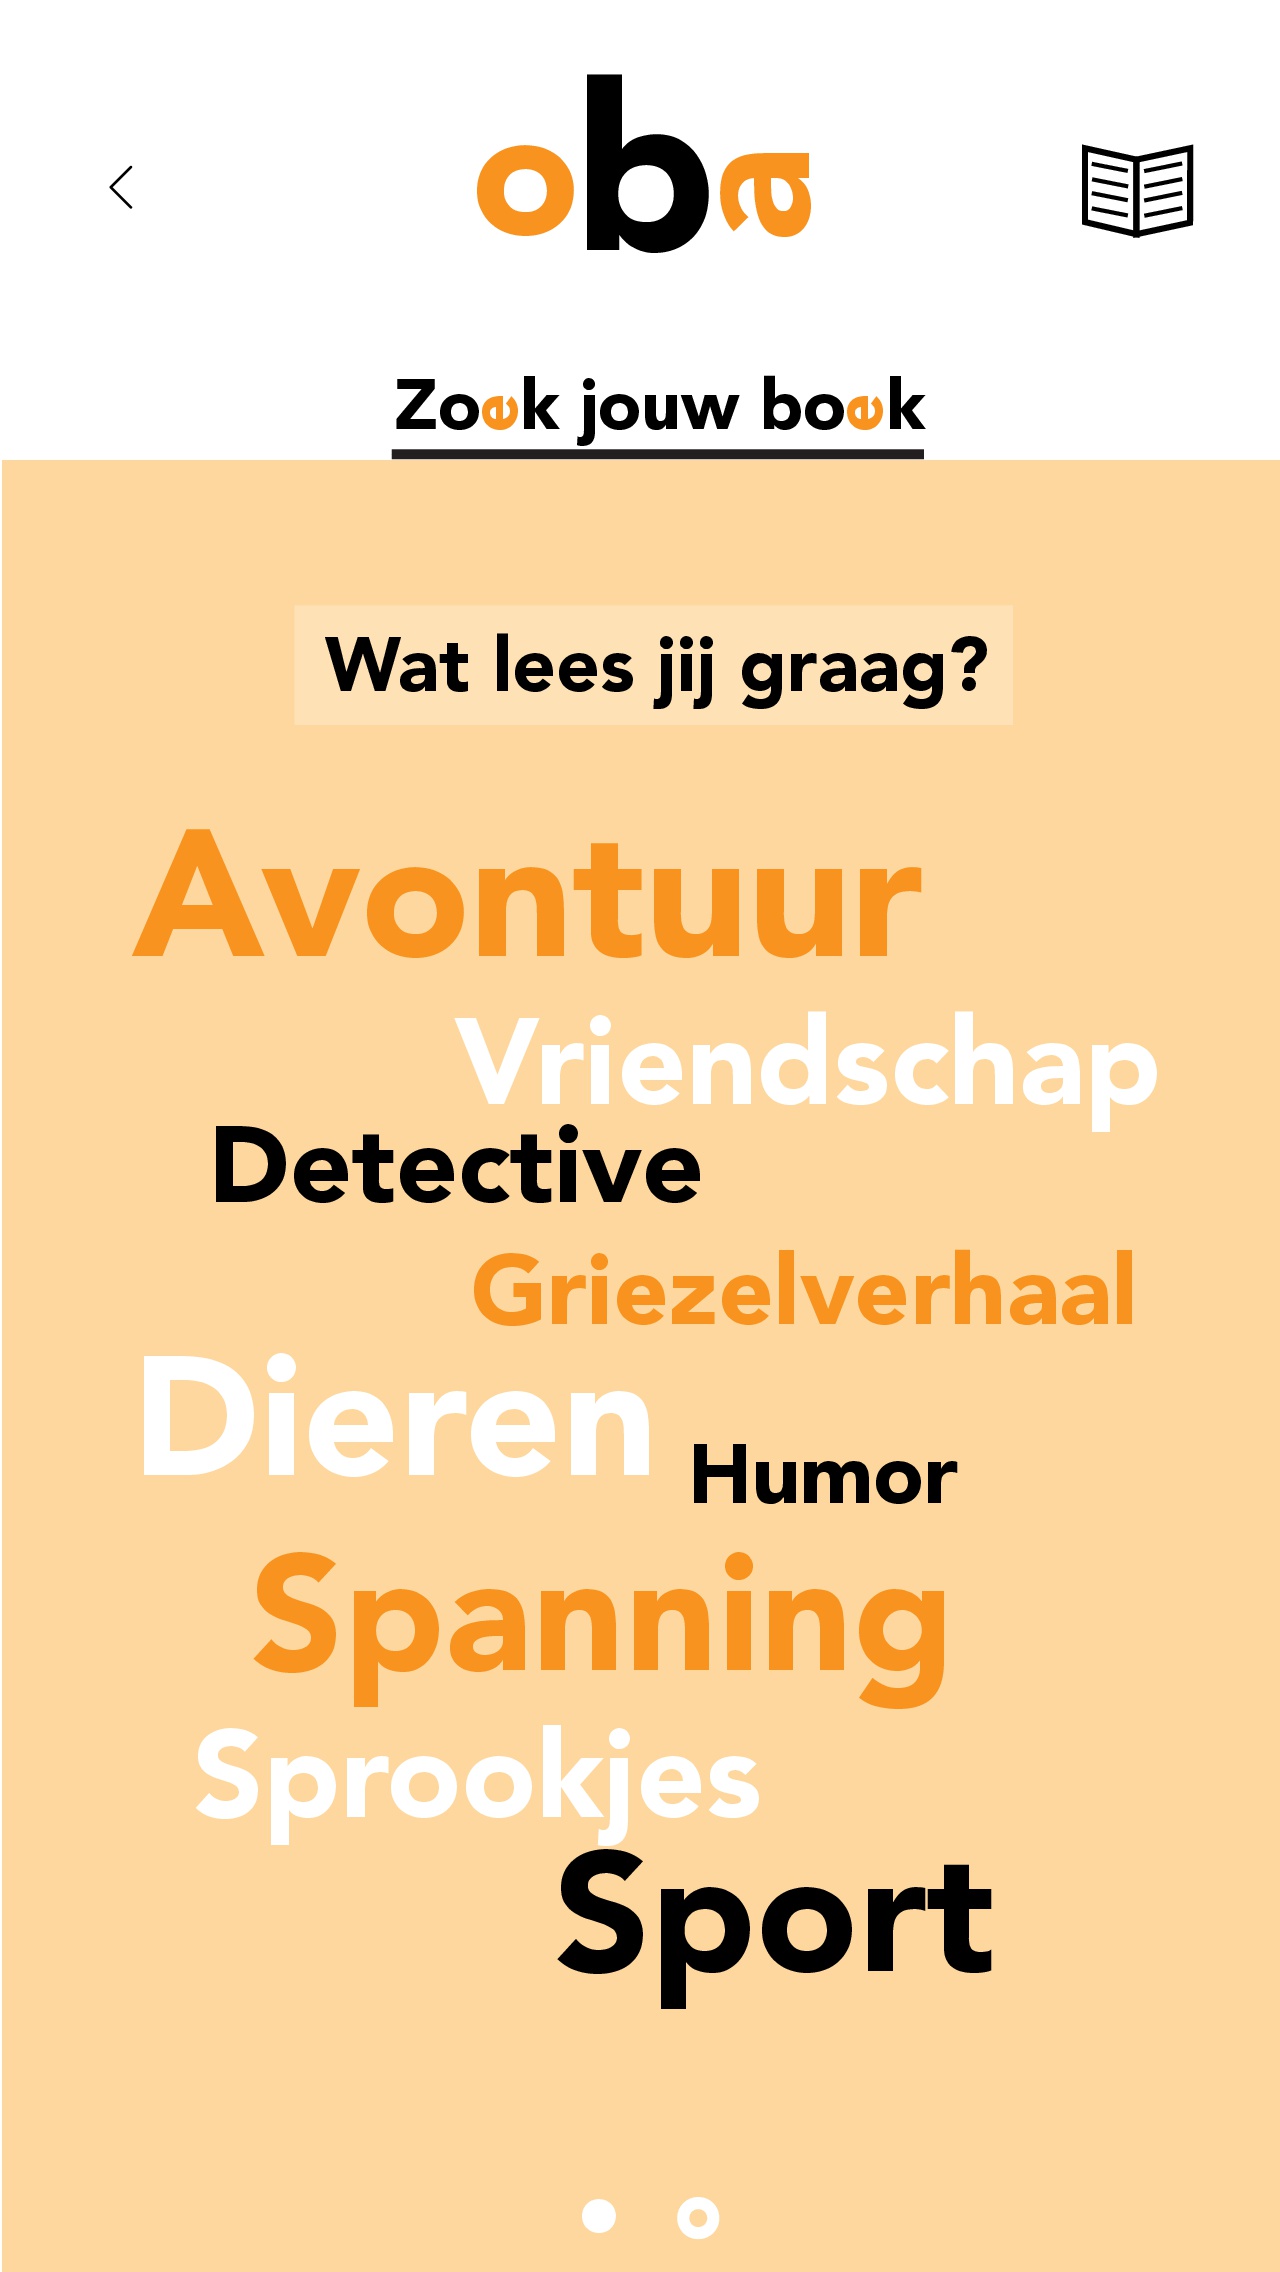 oba
Zoek jouw boek
Wat lees jij graag?
Avontuur
Vriendschap
Detective
Griezelverhaal
Dieren
Humor
Spanning
Sprookjes
Sport